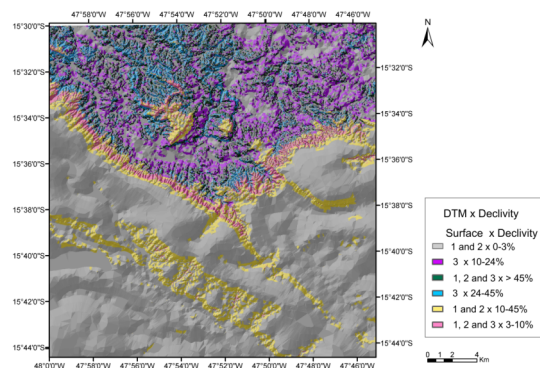 47°58'0"W 47°56'0"W 47°54'0"W 47°52'0"W 47°50'0"W 47°48'0"W 47°46'0"W
N
15°30'0"S
15°32'0"S 15°32'0"S
15°34'0"S 15°34'0"S
15°36'0"S 15°36'0"S
15°38'0"S 15°38'0"S
15°40'0"S 15°40'0"S
15°42'0"S 15°42'0"S
15°44'0"S 15°44'0"S
48°0'0"W 47°58'0"W 47°56'0"W 47°54'0"W 47°52'0"W 47°50'0"W 47°48'0"W 47°46'0"W
DTM x Declivity
Surface x Declivity
1 and 2 x 0-3%
3 x 10-24%
1, 2 and 3 x > 45%
3 x 24-45%
1 and 2 x 10-45%
1, 2 and 3 x 3-10%
0 1 2 4
Km